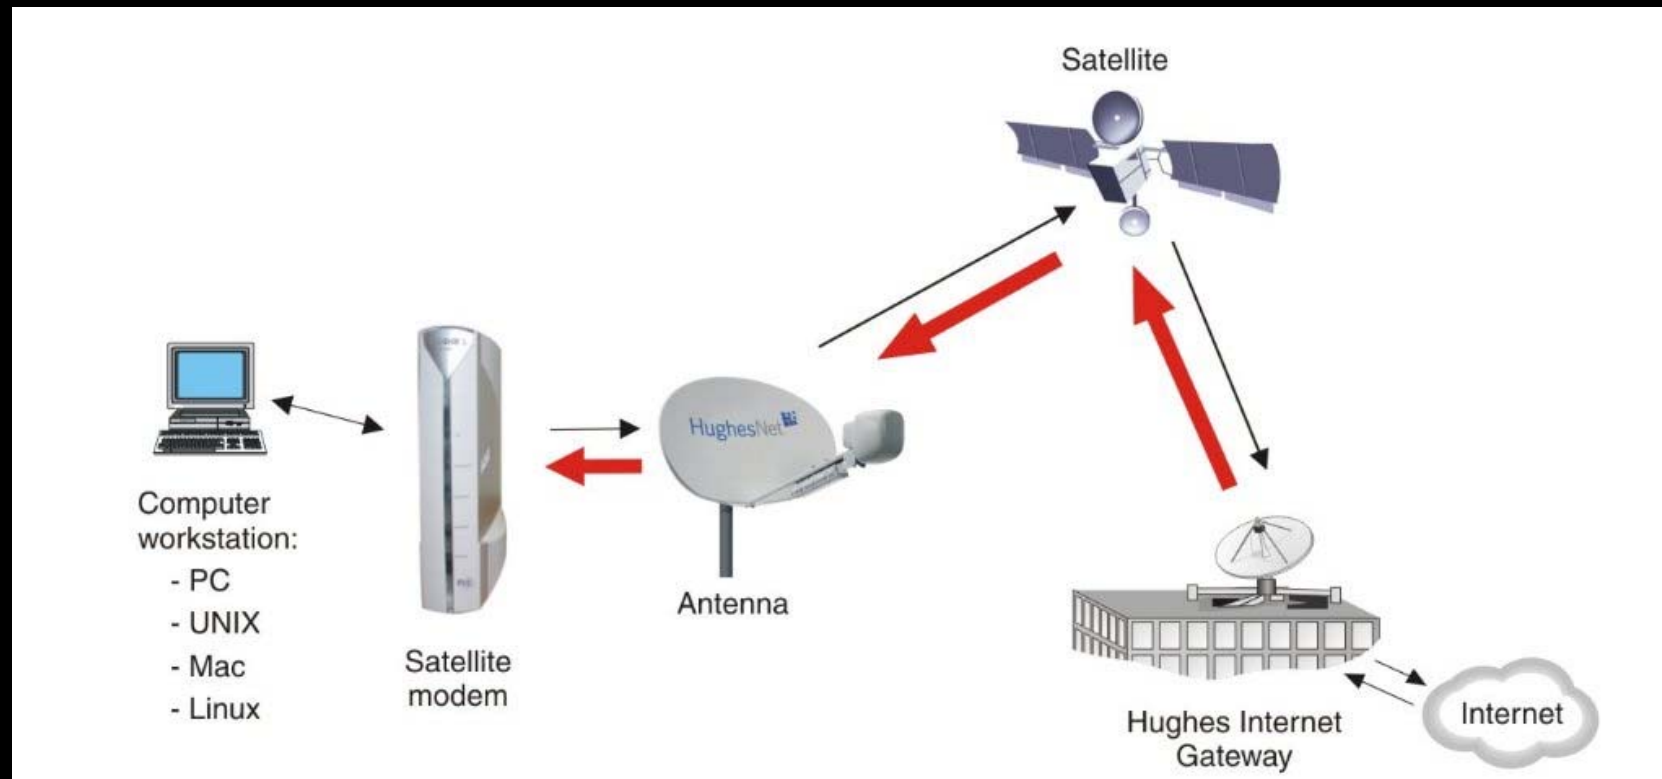 Satellite
HughesNet
Computer
workstation:
- PC
- UNIX
- Mac
- Linux
Satellite
modem
Antenna
Hughes Internet
Gateway
Internet